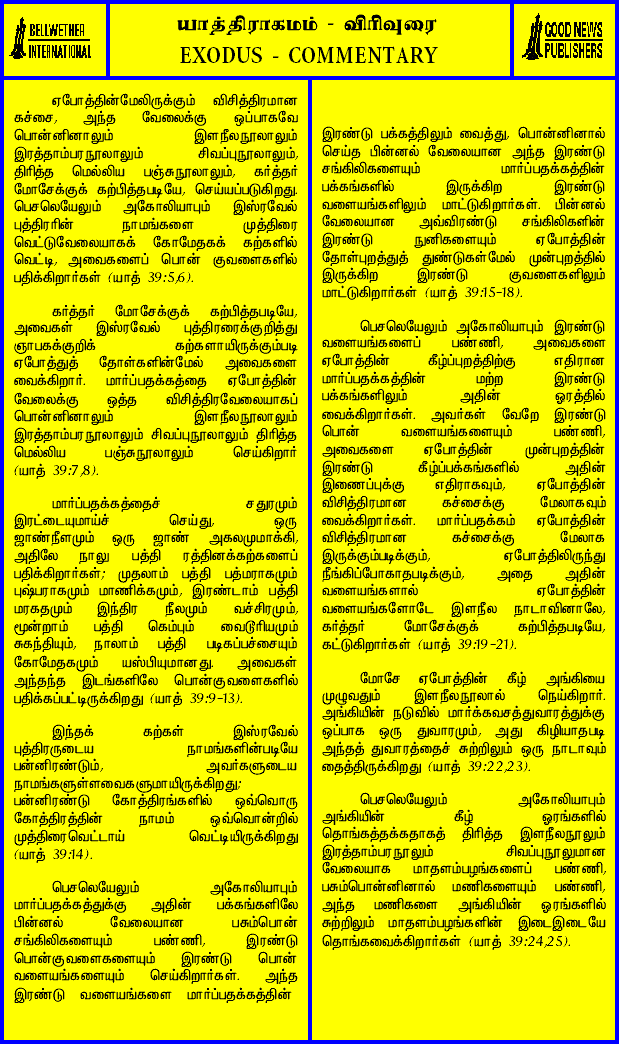 BELLWETHER
INTERNATIONAL
யாத்திராகமம் - விரிவுரை
EXODUS - COMMENTARY
GOOD NEWS
PUBLISHERS
ஏபோத்தின்மேலிருக்கும் விசித்திரமான
கச்சை, அந்த வேலைக்கு ஒப்பாகவே
பொன்னினாலும் இளநீலநூலாலும்
இரத்தாம்பரநூலாலும் சிவப்புநூலாலும்,
திரித்த மெல்லிய பஞ்சுநூலாலும், கர்த்தர்
மோசேக்குக் கற்பித்தபடியே, செய்யப்படுகிறது.
பெசலெயேலும் அகோலியாபும் இஸ்ரவேல்
புத்திரரின் நாமங்களை முத்திரை
வெட்டுவேலையாகக் கோமேதகக் கற்களில்
வெட்டி, அவைகளைப் பொன் குவளைகளில்
பதிக்கிறார்கள் (யாத் 39:5,6).
கர்த்தர் மோசேக்குக் கற்பித்தபடியே,
அவைகள் இஸ்ரவேல் புத்திரரைக்குறித்து
ஞாபகக்குறிக் கற்களாயிருக்கும்படி
ஏபோத்துத் தோள்களின்மேல் அவைகளை
வைக்கிறார். மார்ப்பதக்கத்தை ஏபோத்தின்
வேலைக்கு ஒத்த விசித்திரவேலையாகப்
பொன்னினாலும் இளநீலநூலாலும்
இரத்தாம்பரநூலாலும் சிவப்புநூலாலும் திரித்த
மெல்லிய பஞ்சுநூலாலும் செய்கிறார்
(யாத் 39:7,8).
மார்ப்பதக்கத்தைச் சதுரமும்
இரட்டையுமாய்ச் செய்து, ஒரு
ஜாண்நீளமும் ஒரு ஜாண் அகலமுமாக்கி,
அதிலே நாலு பத்தி ரத்தினக்கற்களைப்
பதிக்கிறார்கள்; முதலாம் பத்தி பத்மராகமும்
புஷ்பராகமும் மாணிக்கமும், இரண்டாம் பத்தி
மரகதமும் இந்திர நீலமும் வச்சிரமும்,
மூன்றாம் பத்தி கெம்பும் வைடூரியமும்
சுகந்தியும், நாலாம் பத்தி படிகப்பச்சையும்
கோமேதகமும் யஸ்பியுமானது. அவைகள்
அந்தந்த இடங்களிலே பொன்குவளைகளில்
பதிக்கப்பட்டிருக்கிறது (யாத் 39:9-13).
இந்தக் கற்கள் இஸ்ரவேல்
புத்திரருடைய நாமங்களின்படியே
பன்னிரண்டும், அவர்களுடைய
நாமங்களுள்ளவைகளுமாயிருக்கிறது;
பன்னிரண்டு கோத்திரங்களில் ஒவ்வொரு
கோத்திரத்தின் நாமம் ஒவ்வொன்றில்
முத்திரைவெட்டாய் வெட்டியிருக்கிறது
(யாத் 39:14).
பெசலெயேலும் அகோலியாபும்
மார்ப்பதக்கத்துக்கு அதின் பக்கங்களிலே
பின்னல் வேலையான பசும்பொன்
சங்கிலிகளையும் பண்ணி, இரண்டு
பொன்குவளைகளையும் இரண்டு பொன்
வளையங்களையும் செய்கிறார்கள். அந்த
இரண்டு வளையங்களை மார்ப்பதக்கத்தின்
இரண்டு பக்கத்திலும் வைத்து, பொன்னினால்
செய்த பின்னல் வேலையான அந்த இரண்டு
சங்கிலிகளையும் மார்ப்பதக்கத்தின்
பக்கங்களில் இருக்கிற இரண்டு
வளையங்களிலும் மாட்டுகிறார்கள். பின்னல்
வேலையான அவ்விரண்டு சங்கிலிகளின்
இரண்டு நுனிகளையும் ஏபோத்தின்
தோள்புறத்துத் துண்டுகள்மேல் முன்புறத்தில்
இருக்கிற இரண்டு குவளைகளிலும்
மாட்டுகிறார்கள் (யாத் 39:15-18).
பெசலெயேலும் அகோலியாபும் இரண்டு
வளையங்களைப் பண்ணி, அவைகளை
ஏபோத்தின் கீழ்ப்புறத்திற்கு எதிரான
மார்ப்பதக்கத்தின் மற்ற இரண்டு
பக்கங்களிலும் அதின் ஓரத்தில்
வைக்கிறார்கள். அவர்கள் வேறே இரண்டு
பொன் வளையங்களையும் பண்ணி,
அவைகளை ஏபோத்தின் முன்புறத்தின்
இரண்டு கீழ்ப்பக்கங்களில் அதின்
இணைப்புக்கு எதிராகவும், ஏபோத்தின்
விசித்திரமான கச்சைக்கு மேலாகவும்
வைக்கிறார்கள். மார்ப்பதக்கம் ஏபோத்தின்
விசித்திரமான கச்சைக்கு மேலாக
இருக்கும்படிக்கும், ஏபோத்திலிருந்து
நீங்கிப்போகாதபடிக்கும், அதை அதின்
வளையங்களால் ஏபோத்தின்
வளையங்களோடே இளநீல நாடாவினாலே,
கர்த்தர் மோசேக்குக் கற்பித்தபடியே,
கட்டுகிறார்கள் (யாத் 39:19-21).
மோசே ஏபோத்தின் கீழ் அங்கியை
முழுவதும் இளநீலநூலால் நெய்கிறார்.
அங்கியின் நடுவில் மார்க்கவசத்துவாரத்துக்கு
ஒப்பாக ஒரு துவாரமும், அது கிழியாதபடி
அந்தத் துவாரத்தைச் சுற்றிலும் ஒரு நாடாவும்
தைத்திருக்கிறது (யாத் 39:22,23).
பெசலெயேலும் அகோலியாபும்
அங்கியின் கீழ் ஓரங்களில்
தொங்கத்தக்கதாகத் திரித்த இளநீலநூலும்
இரத்தாம்பரநூலும் சிவப்புநூலுமான
வேலையாக மாதளம்பழங்களைப் பண்ணி,
பசும்பொன்னினால் மணிகளையும் பண்ணி,
அந்த மணிகளை அங்கியின் ஓரங்களில்
சுற்றிலும் மாதளம்பழங்களின் இடைஇடையே
தொங்கவைக்கிறார்கள் (யாத் 39:24,25).